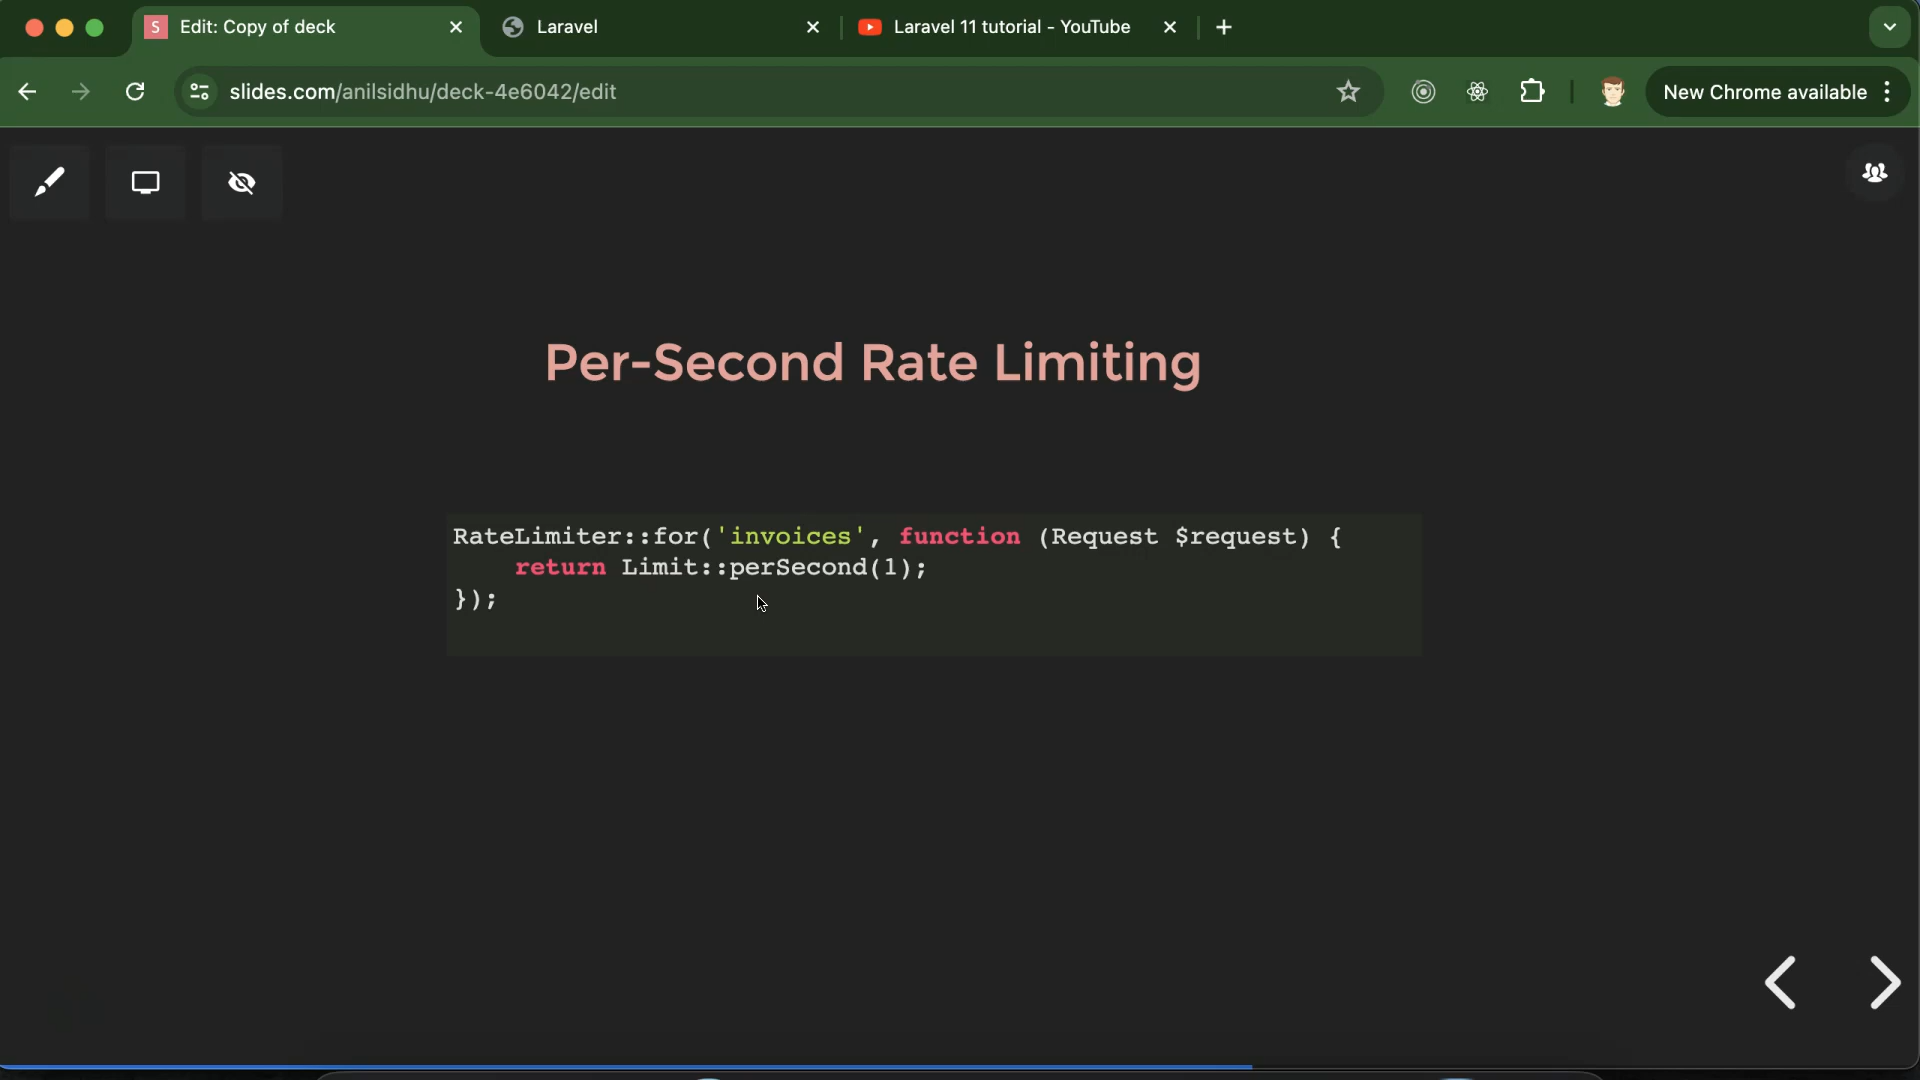 Edit: Copy of deck
Laravel
Laravel 11 tutorial - YouTube
slides.com/anilsidhu/deck-4e6042/edit
New Chrome available
Per-Second Rate Limiting
RateLimiter::for('invoices', function (Request $request) {
    return Limit::perSecond(1);
});